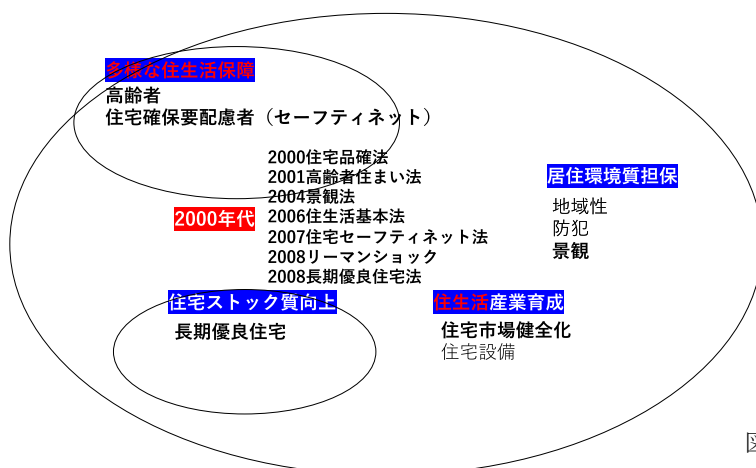 多様な住生活保障
高齢者
住宅確保要配慮者（セーフティネット）
2000住宅品確法
2001高齢者住まい法
2004景観法
2006住生活基本法
2007住宅セーフティネット法
2008リーマンショック
2008長期優良住宅法
2000年代
居住環境質担保
地域性
防犯
景観
住宅ストック質向上
長期優良住宅
住生活産業育成
住宅市場健全化
住宅設備